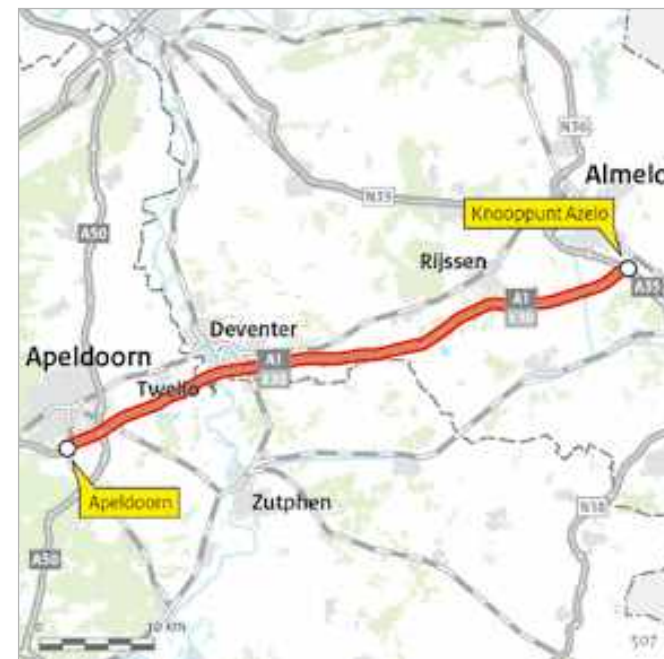 N36
Almelo
Knooppunt Azelo
N35
A50
Rijssen
A35
A1
E30
Deventer
A1
E30
Apeldoorn
Twello
Apeldoorn
Zutphen
N18
A50
0 10 km
507